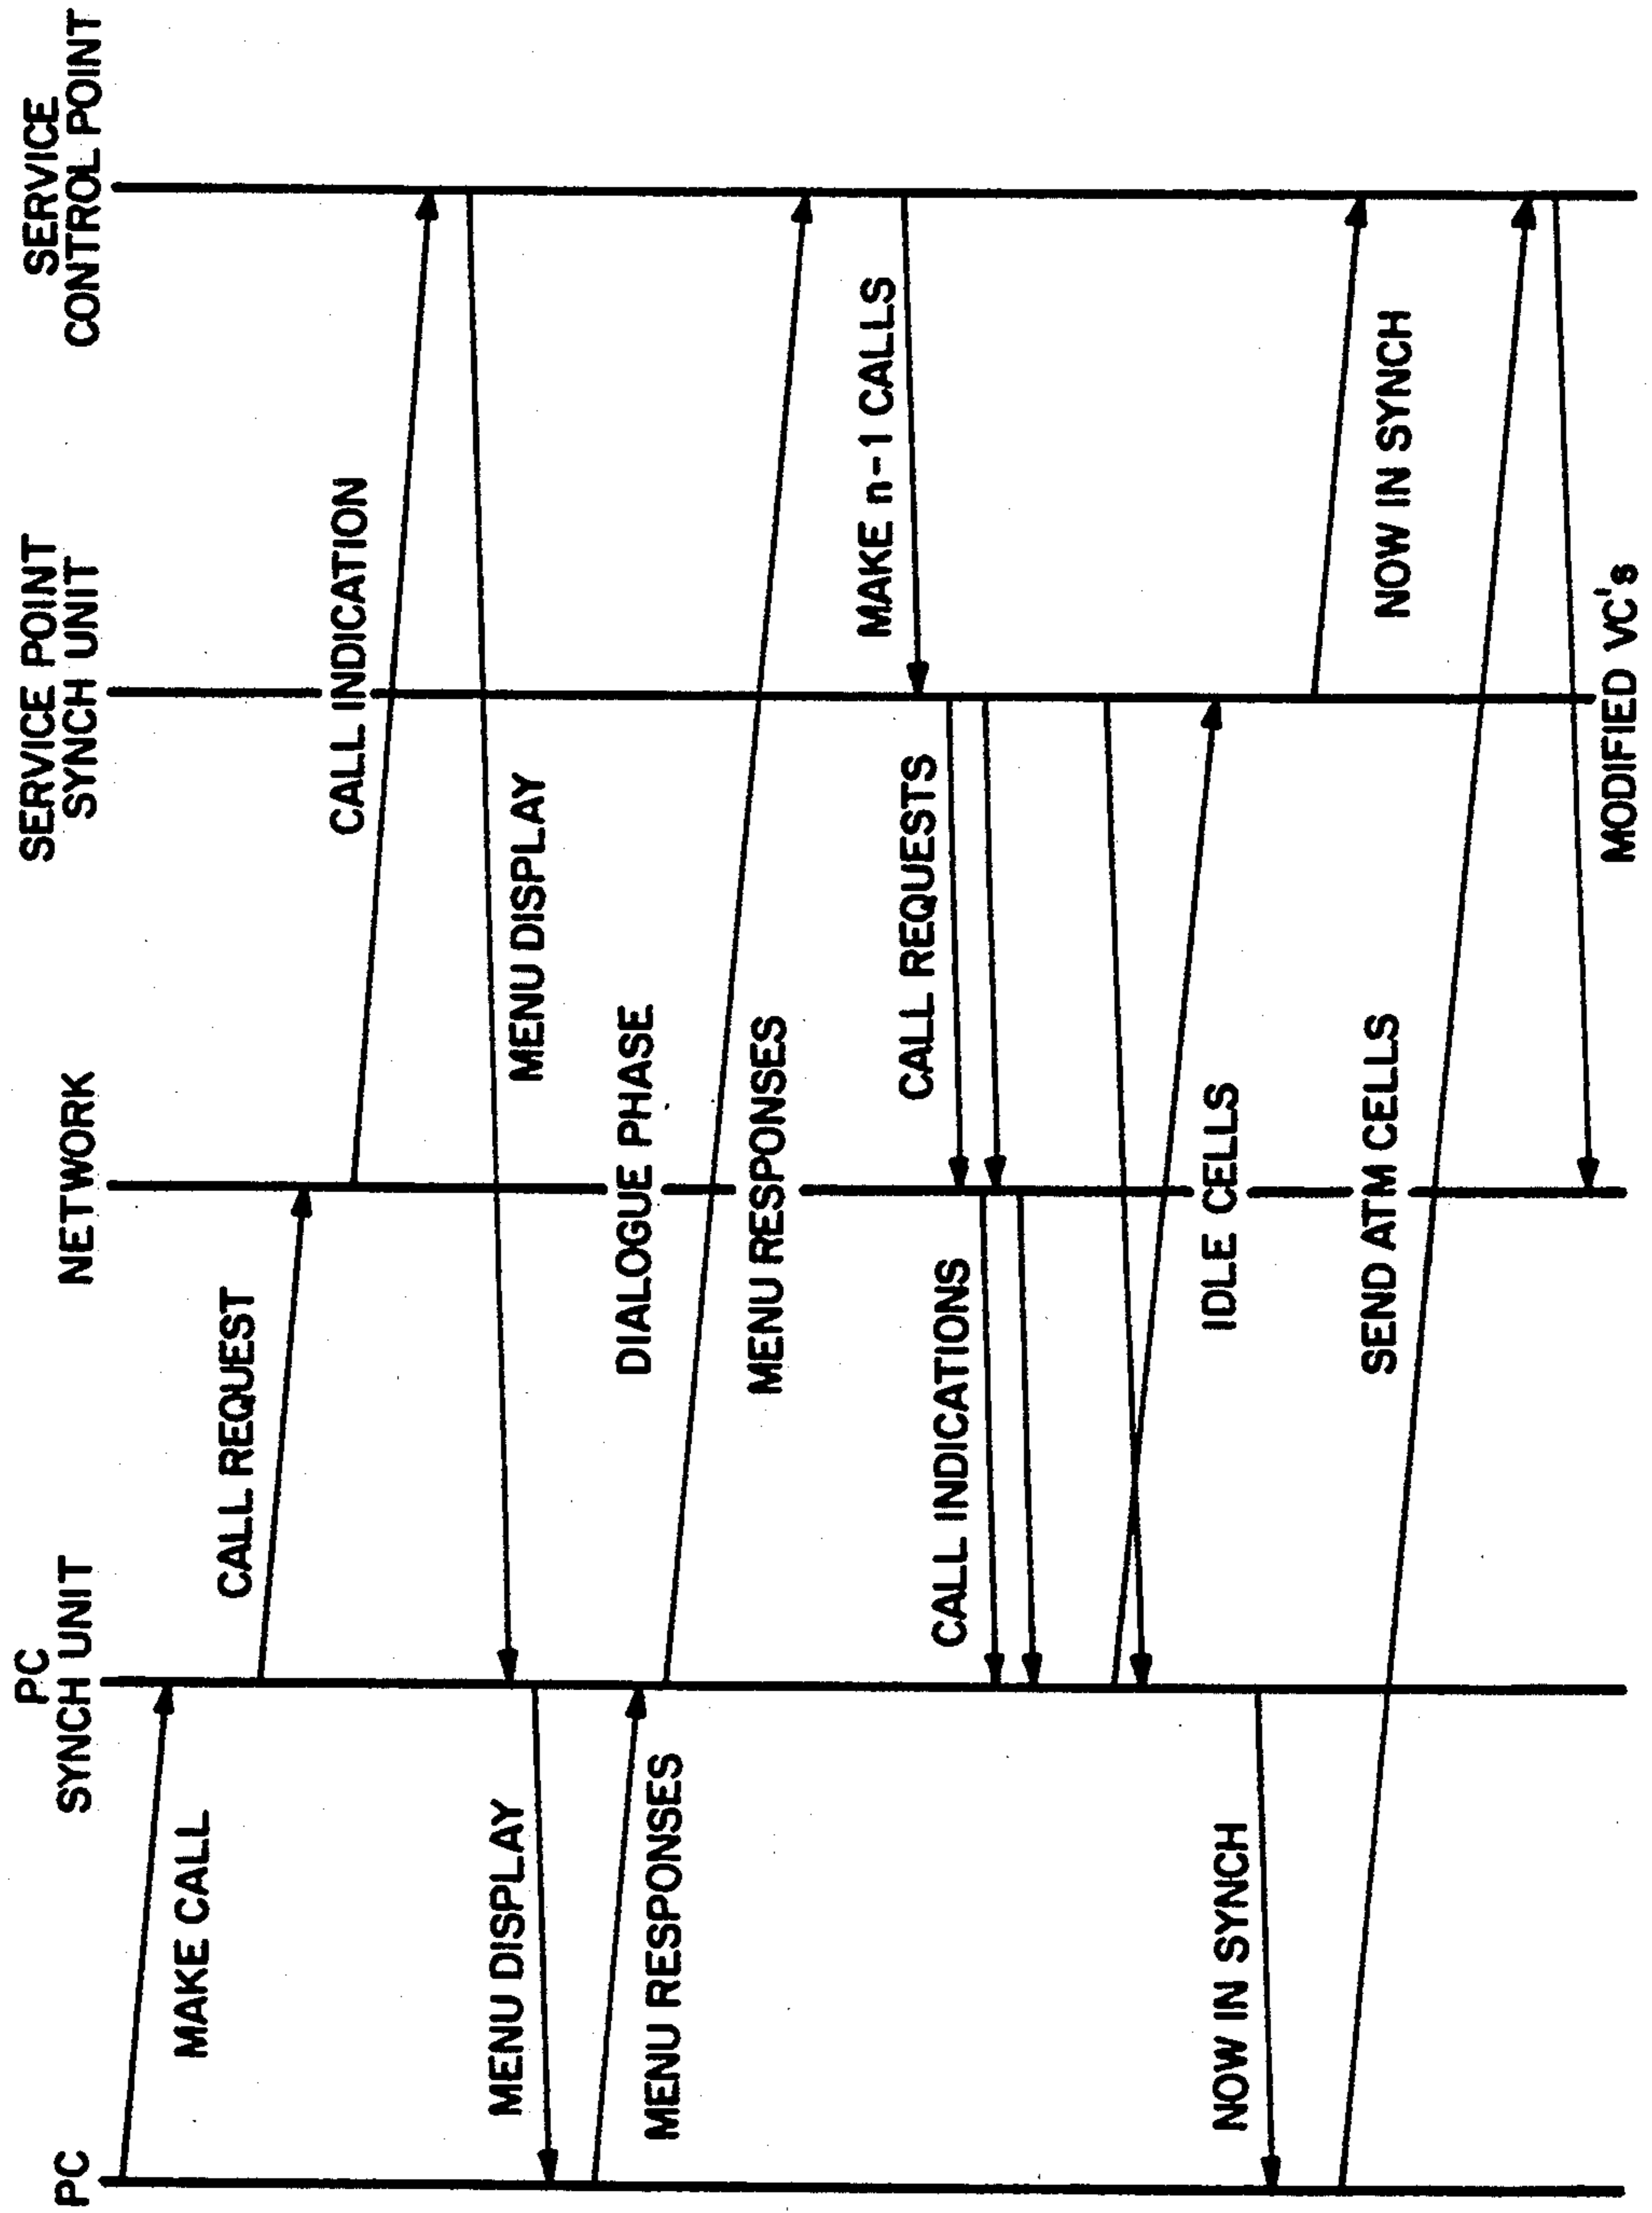 PC
PC
SYNCH UNIT
NETWORK
SERVICE POINT
SYNCH UNIT
SERVICE
CONTROL POINT
MAKE CALL
CALL REQUEST
CALL INDICATION
MENU DISPLAY
MENU DISPLAY
MENU RESPONSES
DIALOGUE PHASE
MENU RESPONSES
MAKE n-1 CALLS
CALL REQUESTS
CALL INDICATIONS
IDLE CELLS
NOW IN SYNCH
NOW IN SYNCH
SEND ATM CELLS
MODIFIED VC's